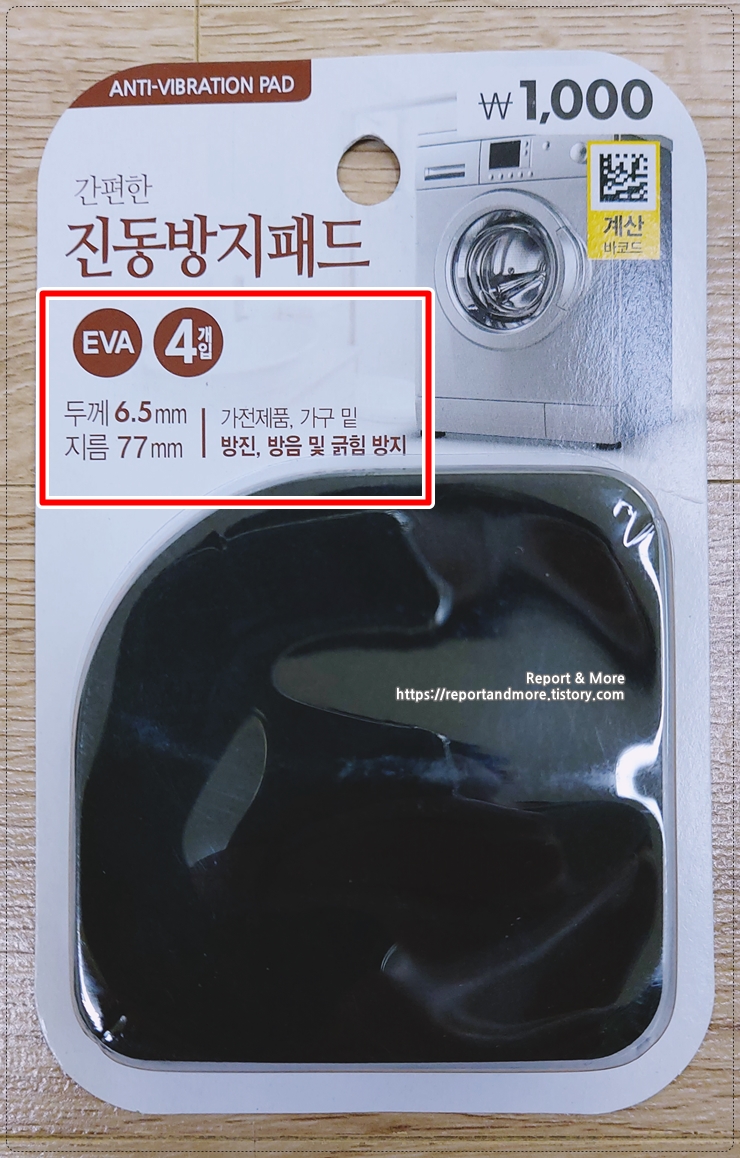 ANTI-VIBRATION PAD
₩1,000
계산
바코드
간편한
진동방지패드
EVA
4개입
두께 6.5mm
지름 77mm
가전제품, 가구 밑
방진, 방음 및 긁힘 방지
Report & More
https://reportandmore.tistory.com